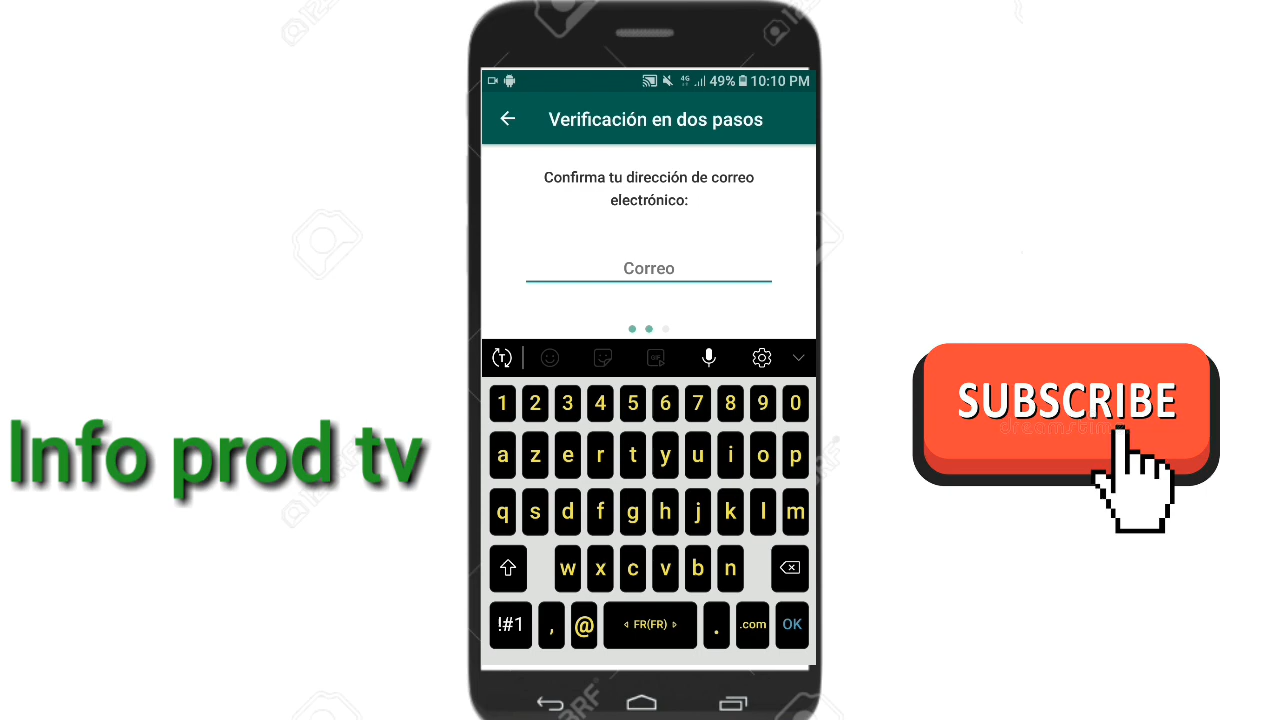 49% 10:10 PM
Verificación en dos pasos
Confirma tu dirección de correo
electrónico:
Correo
1 2 3 4 5 6 7 8 9 0
a z e r t y u i o p
q s d f g h j k l m
w x c v b n
!#1 , @ FR(FR) . .com OK
Info prod tv
SUBSCRIBE